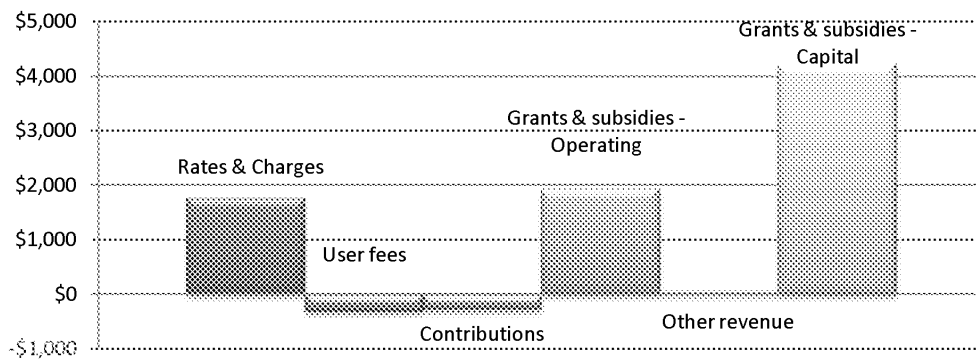 $5,000
Grants & subsidies -
Capital
$4,000
$3,000
Grants & subsidies -
Operating
Rates & Charges
$2,000
$1,000
User fees
$0
Other revenue
Contributions
-$1,000